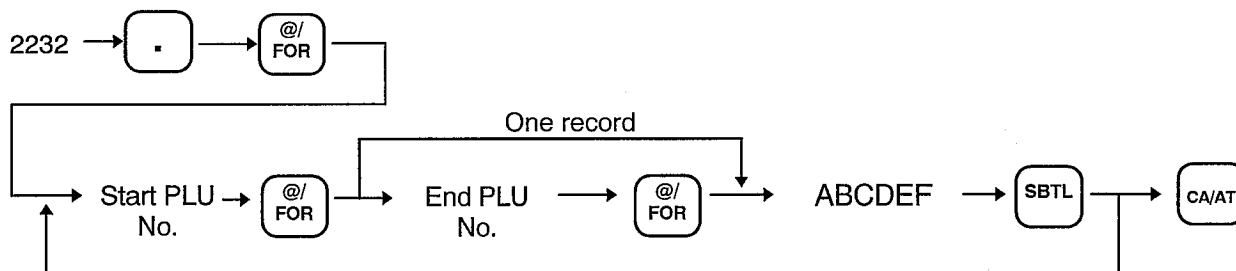 2232 . @/
FOR
One record
Start PLU
No.
@/
FOR
End PLU
No.
@/
FOR
ABCDEF
SBTL
CA/AT